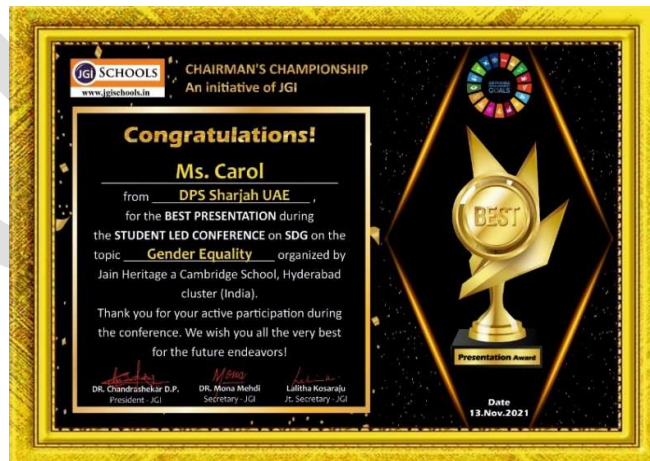 JGI SCHOOLS
www.jgischools.in
CHAIRMAN'S CHAMPIONSHIP
An initiative of JGI
Congratulations!
Ms. Carol
from DPS Sharjah UAE ,
for the BEST PRESENTATION during
the STUDENT LED CONFERENCE on SDG on the
topic Gender Equality organized by
Jain Heritage a Cambridge School, Hyderabad
cluster (India).
Thank you for your active participation during
the conference. We wish you all the very best
for the future endeavors!
DR. Chandrashekar D.P.
President - JGI
DR. Mona Mehdi
Secretary - JGI
Lalitha Kosaraju
Jt. Secretary - JGI
GOALS
BEST
Presentation Award
Date
13.Nov.2021